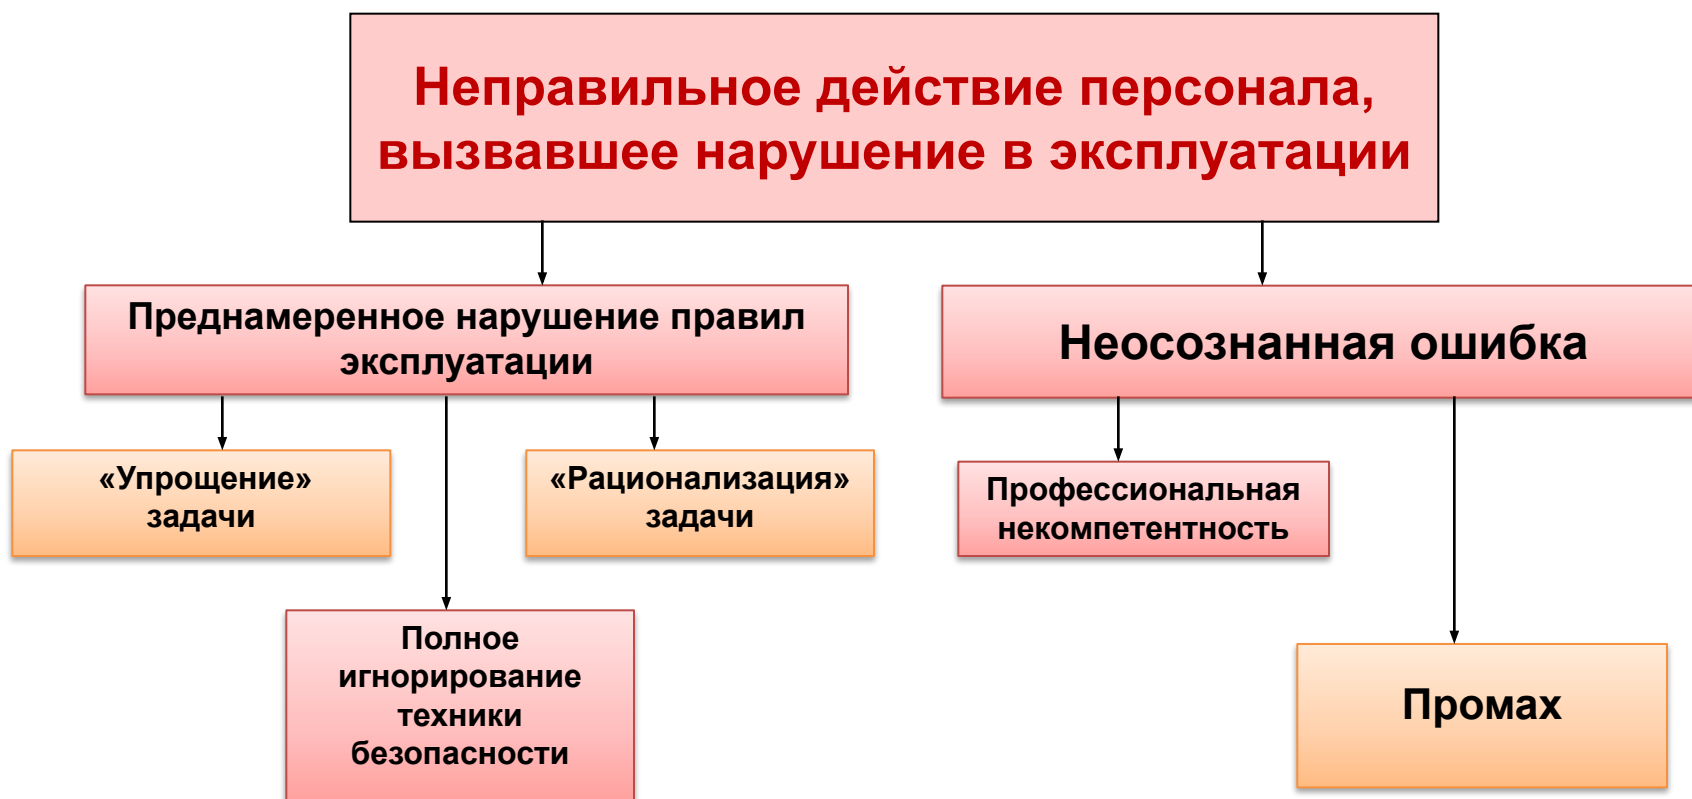 Неправильное действие персонала,
вызвавшее нарушение в эксплуатации
Преднамеренное нарушение правил
эксплуатации
Неосознанная ошибка
«Упрощение»
задачи
«Рационализация»
задачи
Профессиональная
некомпетентность
Полное
игнорирование
техники
безопасности
Промах